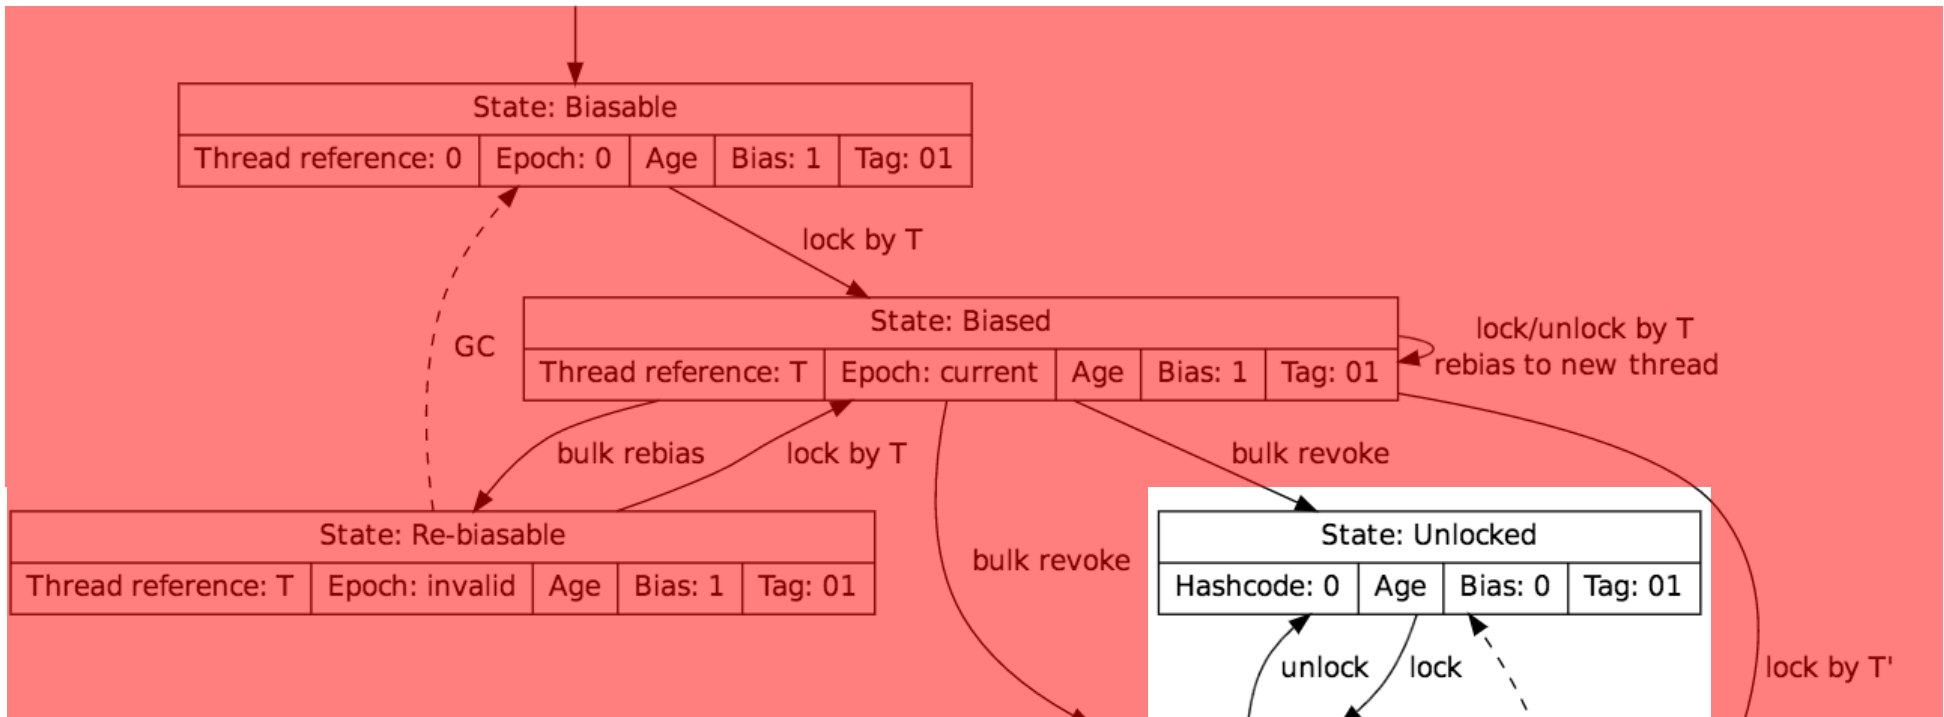 State: Biasable
Thread reference: 0 Epoch: 0 Age Bias: 1 Tag: 01
lock by T
GC
State: Biased
Thread reference: T Epoch: current Age Bias: 1 Tag: 01
lock/unlock by T
rebias to new thread
bulk rebias
lock by T
bulk revoke
State: Re-biasable
Thread reference: T Epoch: invalid Age Bias: 1 Tag: 01
bulk revoke
State: Unlocked
Hashcode: 0 Age Bias: 0 Tag: 01
unlock
lock
lock by T'